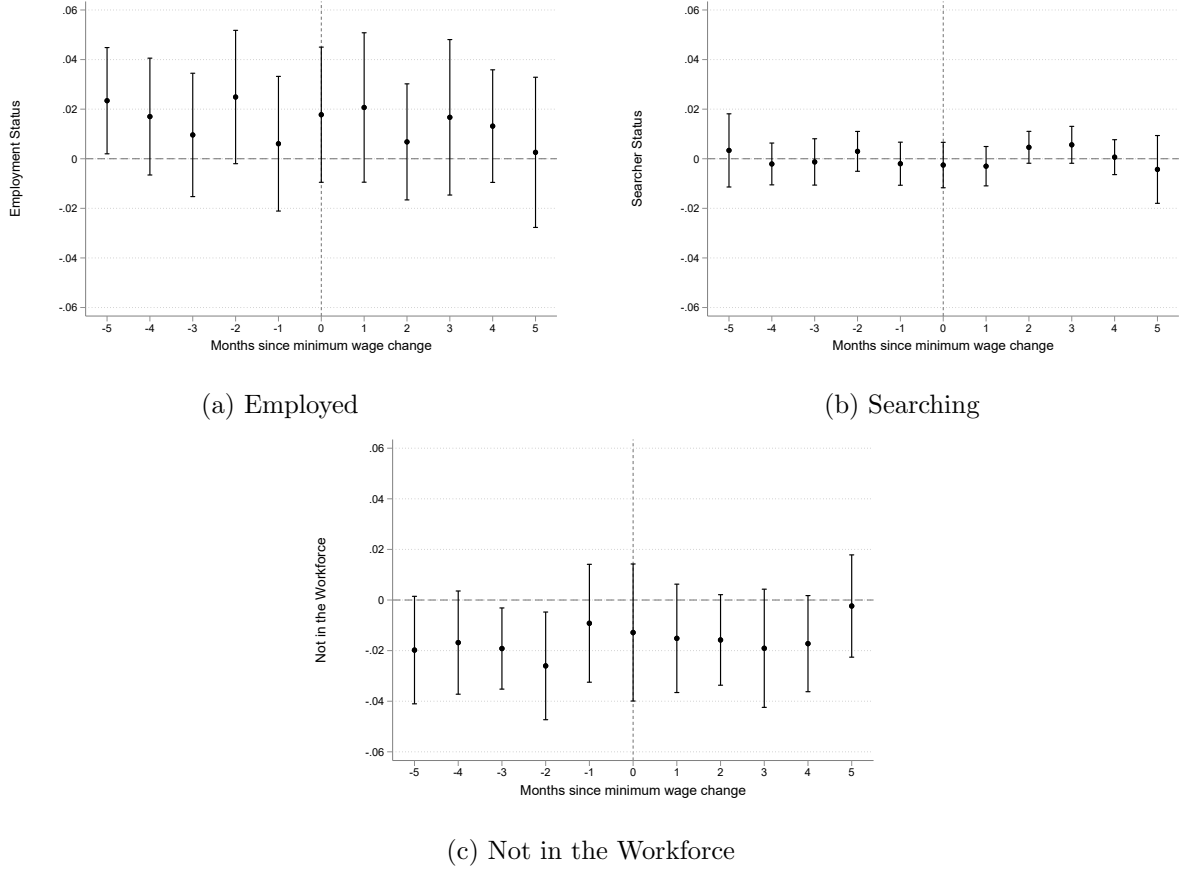 .06
.04
.02
0
-.02
-.04
-.06
Employment Status
-5 -4 -3 -2 -1 0 1 2 3 4 5
Months since minimum wage change
(a) Employed
.06
.04
.02
0
-.02
-.04
-.06
Searcher Status
-5 -4 -3 -2 -1 0 1 2 3 4 5
Months since minimum wage change
(b) Searching
.06
.04
.02
0
-.02
-.04
-.06
Not in the Workforce
-5 -4 -3 -2 -1 0 1 2 3 4 5
Months since minimum wage change
(c) Not in the Workforce